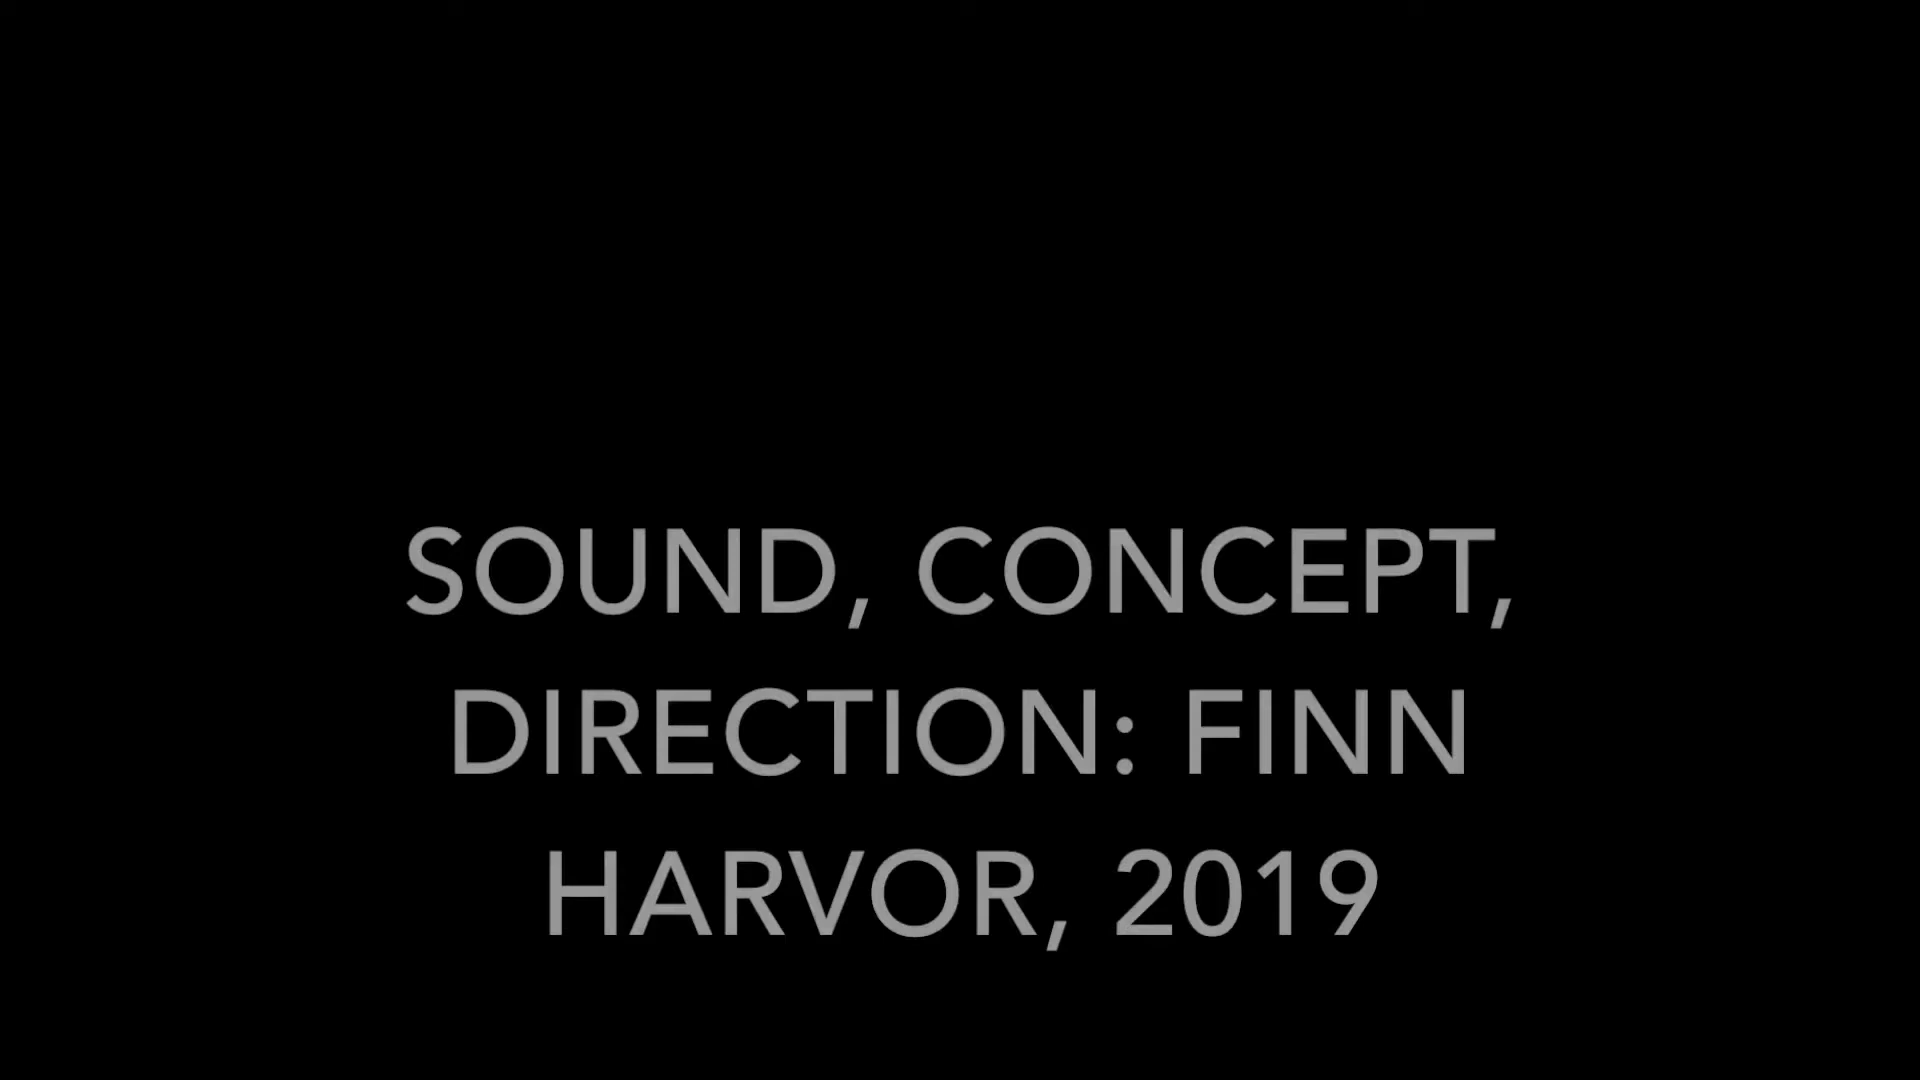 SOUND, CONCEPT,
DIRECTION: FINN
HARVOR, 2019